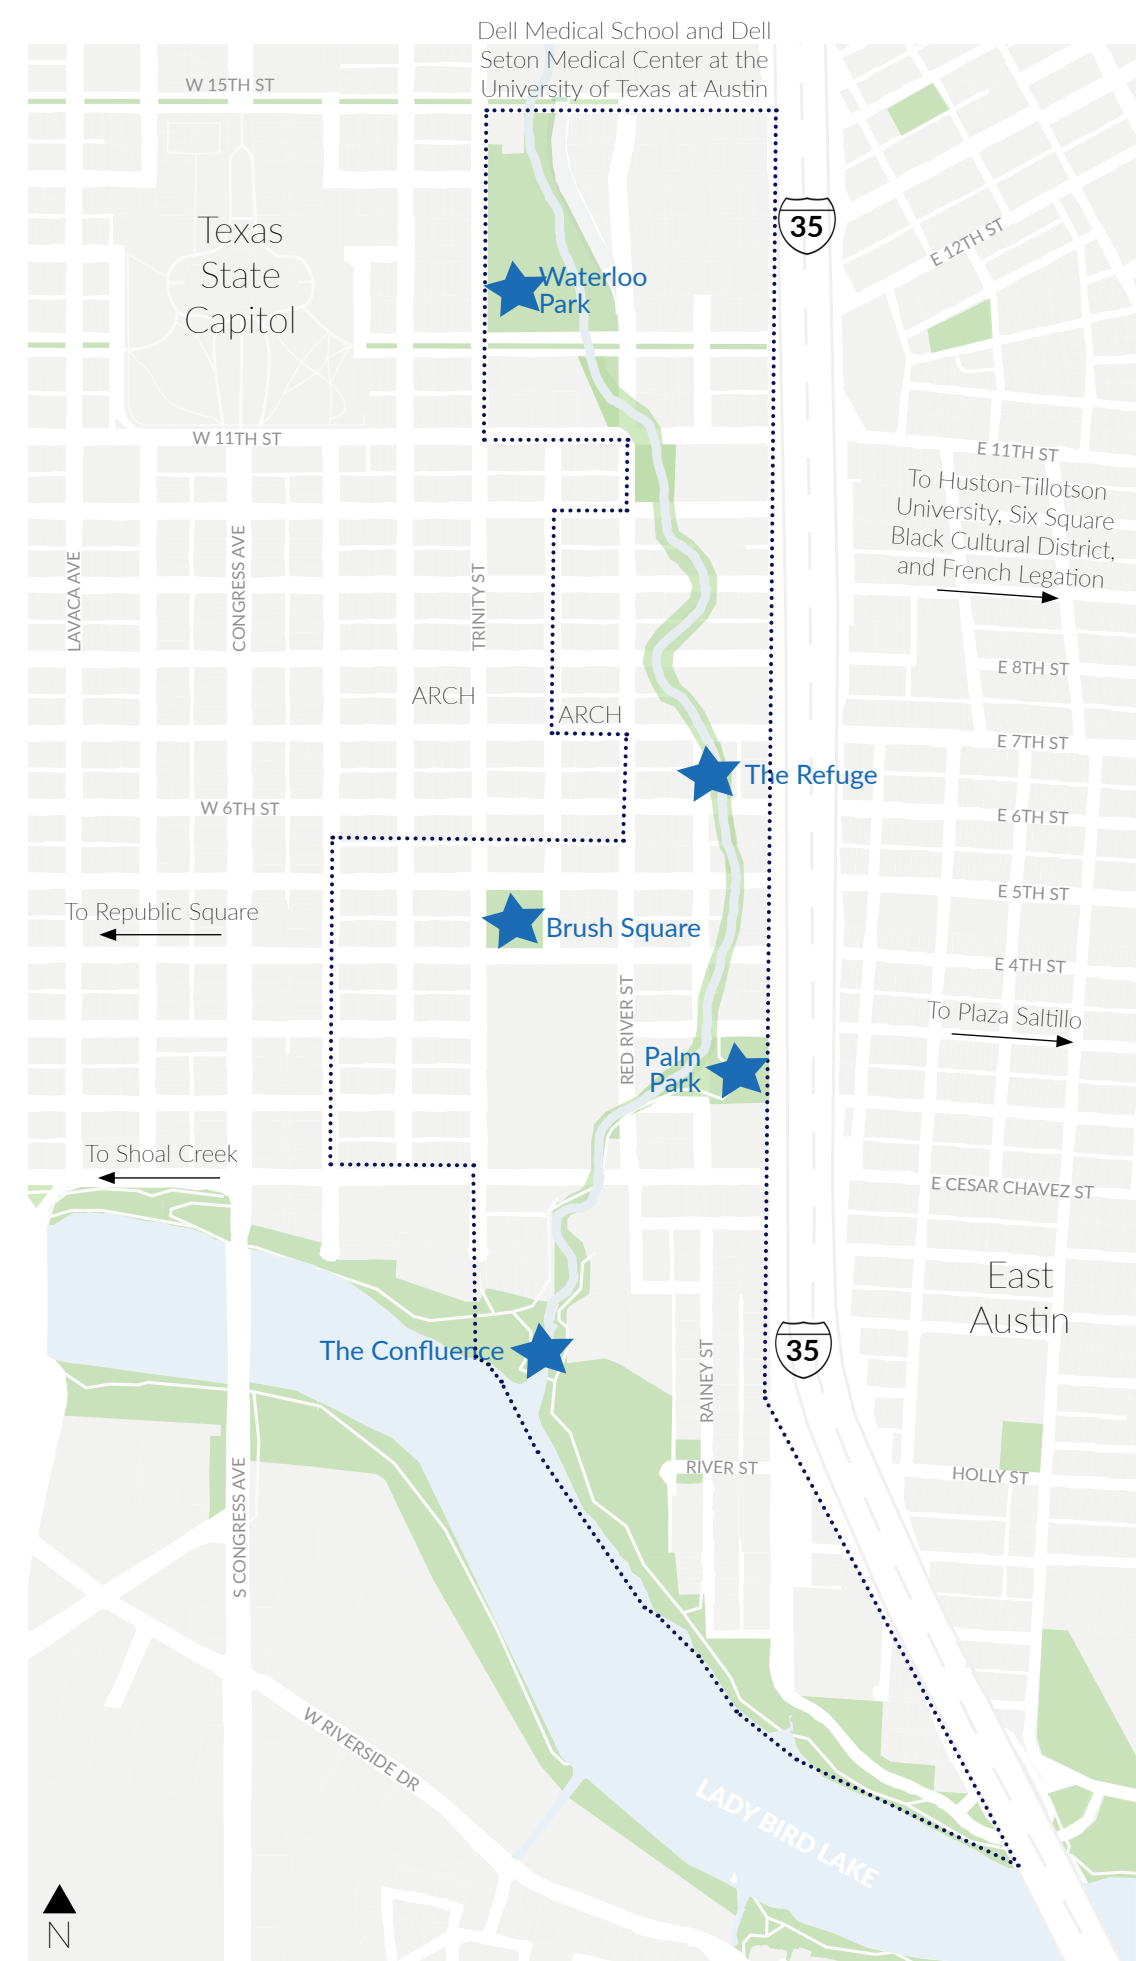 Dell Medical School and Dell
Seton Medical Center at the
University of Texas at Austin
W 15TH ST
35
Texas
State
Capitol
E 12TH ST
Waterloo
Park
W 11TH ST
E 11TH ST
To Huston-Tillotson
University, Six Square
Black Cultural District,
and French Legation
LAVACA AVE
CONGRESS AVE
TRINITY ST
E 8TH ST
ARCH
ARCH
E 7TH ST
The Refuge
W 6TH ST
E 6TH ST
E 5TH ST
To Republic Square
Brush Square
E 4TH ST
RED RIVER ST
To Plaza Saltillo
Palm
Park
To Shoal Creek
E CESAR CHAVEZ ST
East
Austin
35
The Confluence
RAINEY ST
RIVER ST
HOLLY ST
S CONGRESS AVE
W RIVERSIDE DR
LADY BIRD LAKE
N